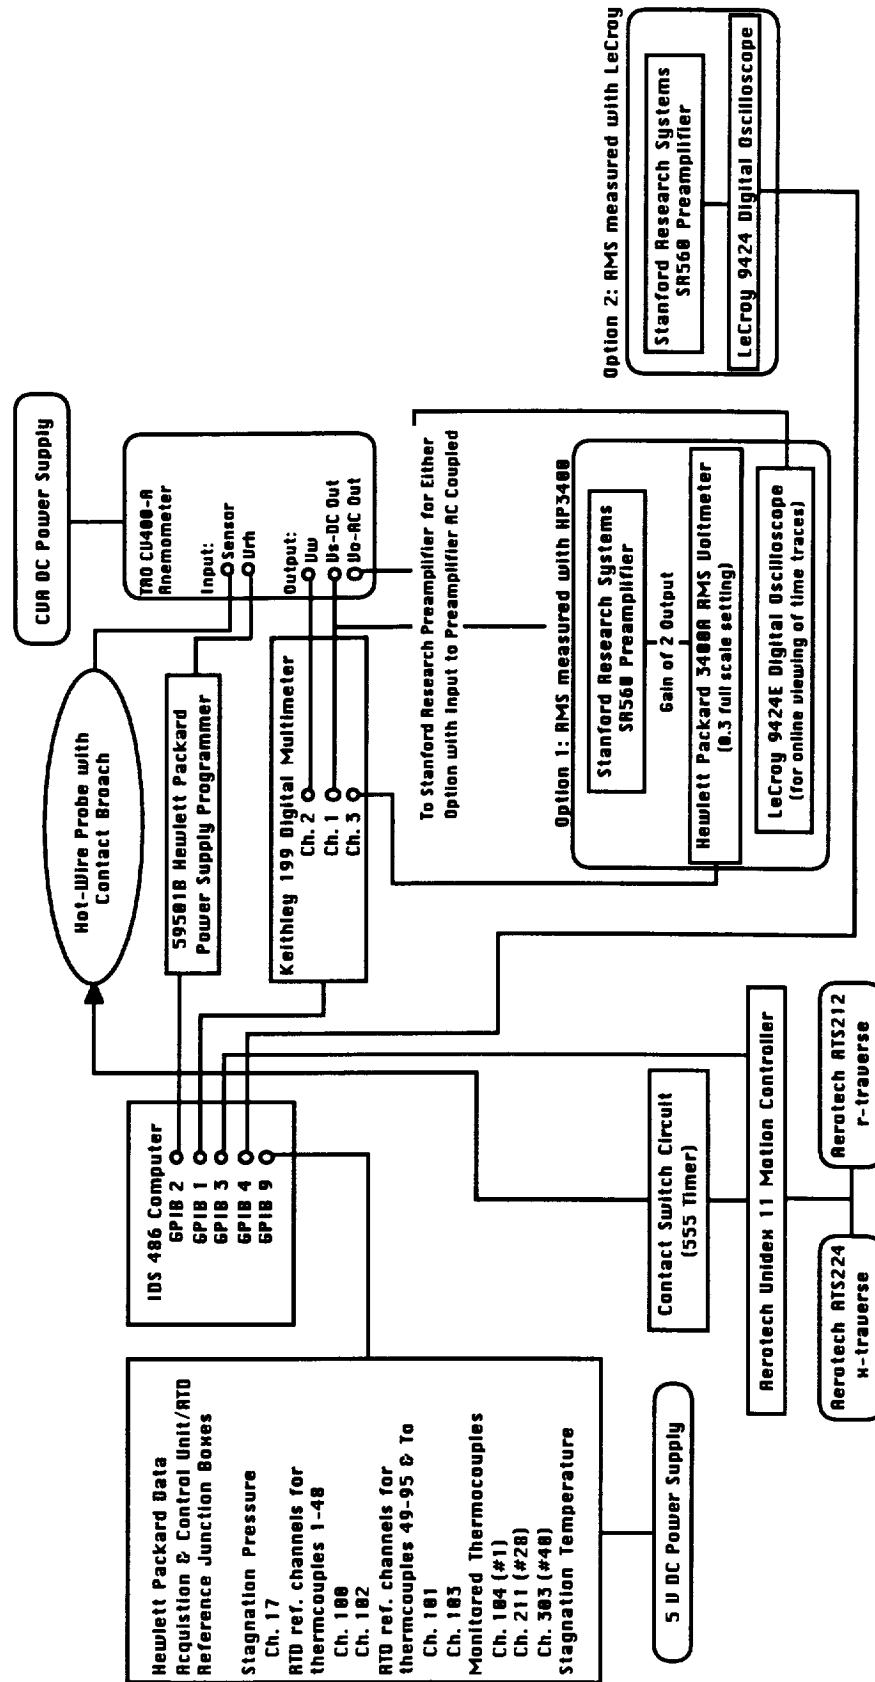 Hewlett Packard Data
Acquistion & Control Unit/RTD
Reference Junction Boxes
Stagnation Pressure
Ch. 17
RTD ref. channels for
thermcouples 1-48
Ch. 100
Ch. 102
RTD ref. channels for
thermcouples 49-95 & To
Ch. 101
Ch. 103
Monitored Thermocouples
Ch. 104 (#1)
Ch. 211 (#28)
Ch. 303 (#40)
Stagnation Temperature
5 V DC Power Supply
IDS 486 Computer
GPIB 2
GPIB 1
GPIB 3
GPIB 4
GPIB 9
Contact Switch Circuit
(555 Timer)
Aerotech Unidex 11 Motion Controller
Aerotech ATS224
x-traverse
Aerotech ATS212
r-traverse
Hot-Wire Probe with
Contact Broach
59501B Hewlett Packard
Power Supply Programmer
Keithley 199 Digital Multimeter
Ch. 2
Ch. 1
Ch. 3
CVA DC Power Supply
TAO CV400-A
Anemometer
Input:
Sensor
Vrh
Output:
Vw
Vs-DC Out
Vo-AC Out
To Stanford Research Preamplifier for Either
Option with Input to Preamplifier AC Coupled
Option 1: RMS measured with HP3400
Stanford Research Systems
SR560 Preamplifier
Gain of 2 Output
Hewlett Packard 3400A RMS Voltmeter
(0.3 full scale setting)
LeCroy 9424E Digital Oscilloscope
(for online viewing of time traces)
Option 2: RMS measured with LeCroy
Stanford Research Systems
SR560 Preamplifier
LeCroy 9424 Digital Oscilloscope